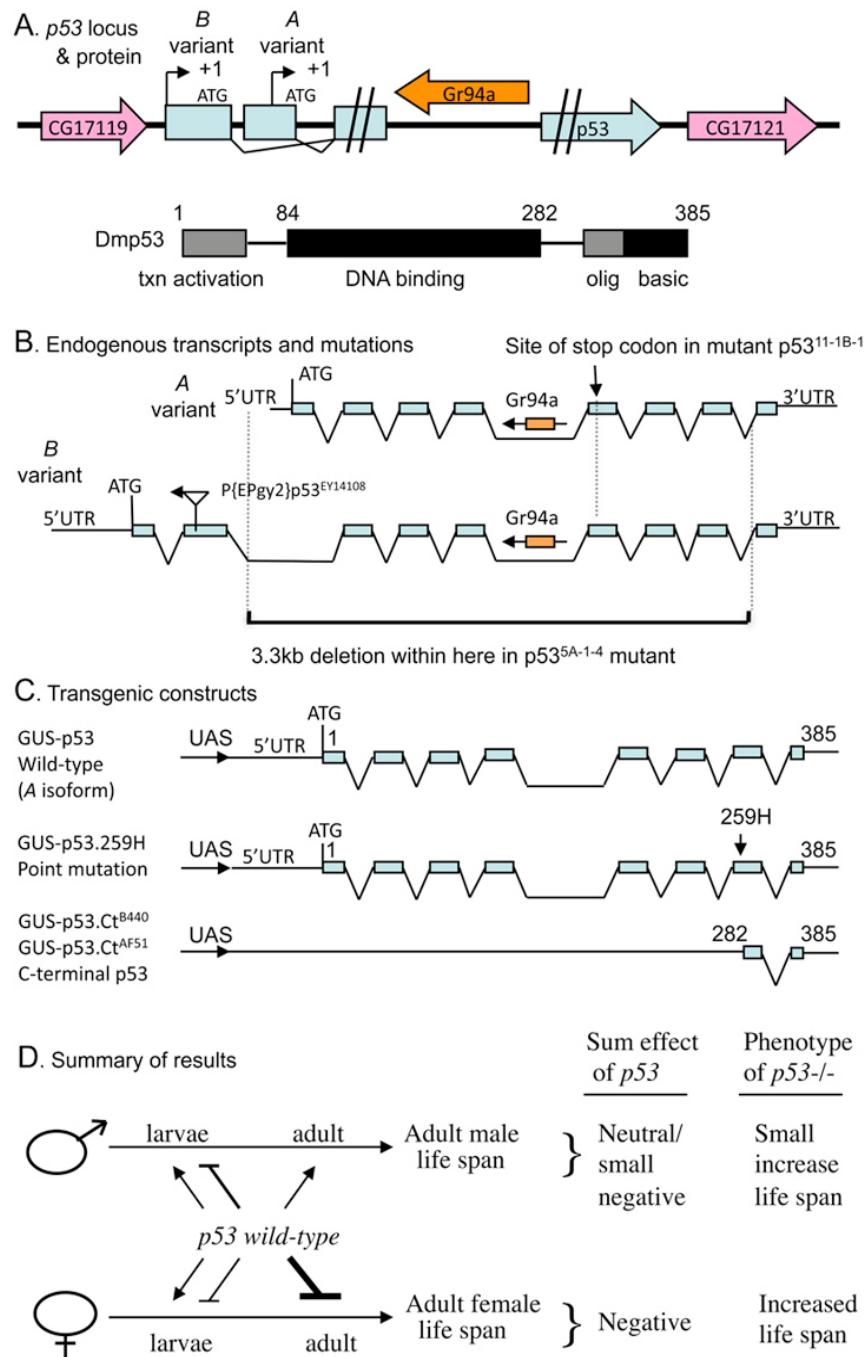 A. p53 locus
& protein
B
variant
+1
A
variant
+1
ATG
ATG
CG17119
Gr94a
p53
CG17121
1
84
282
385
Dmp53
txn activation
DNA binding
olig
basic
B. Endogenous transcripts and mutations
Site of stop codon in mutant p53^11-1B-1
A
variant
5'UTR
ATG
Gr94a
3'UTR
B
variant
ATG
P{EPgy2}p53^EY14108
5'UTR
Gr94a
3'UTR
3.3kb deletion within here in p53^5A-1-4 mutant
C. Transgenic constructs
GUS-p53
Wild-type
(A isoform)
UAS
5'UTR
ATG
1
385
GUS-p53.259H
Point mutation
UAS
5'UTR
ATG
1
259H
385
GUS-p53.Ct^B440
GUS-p53.Ct^AF51
C-terminal p53
UAS
282
385
D. Summary of results
Sum effect
of p53
Phenotype
of p53-/-
larvae
adult
Adult male
life span
}
Neutral/
small
negative
Small
increase
life span
p53 wild-type
larvae
adult
Adult female
life span
}
Negative
Increased
life span